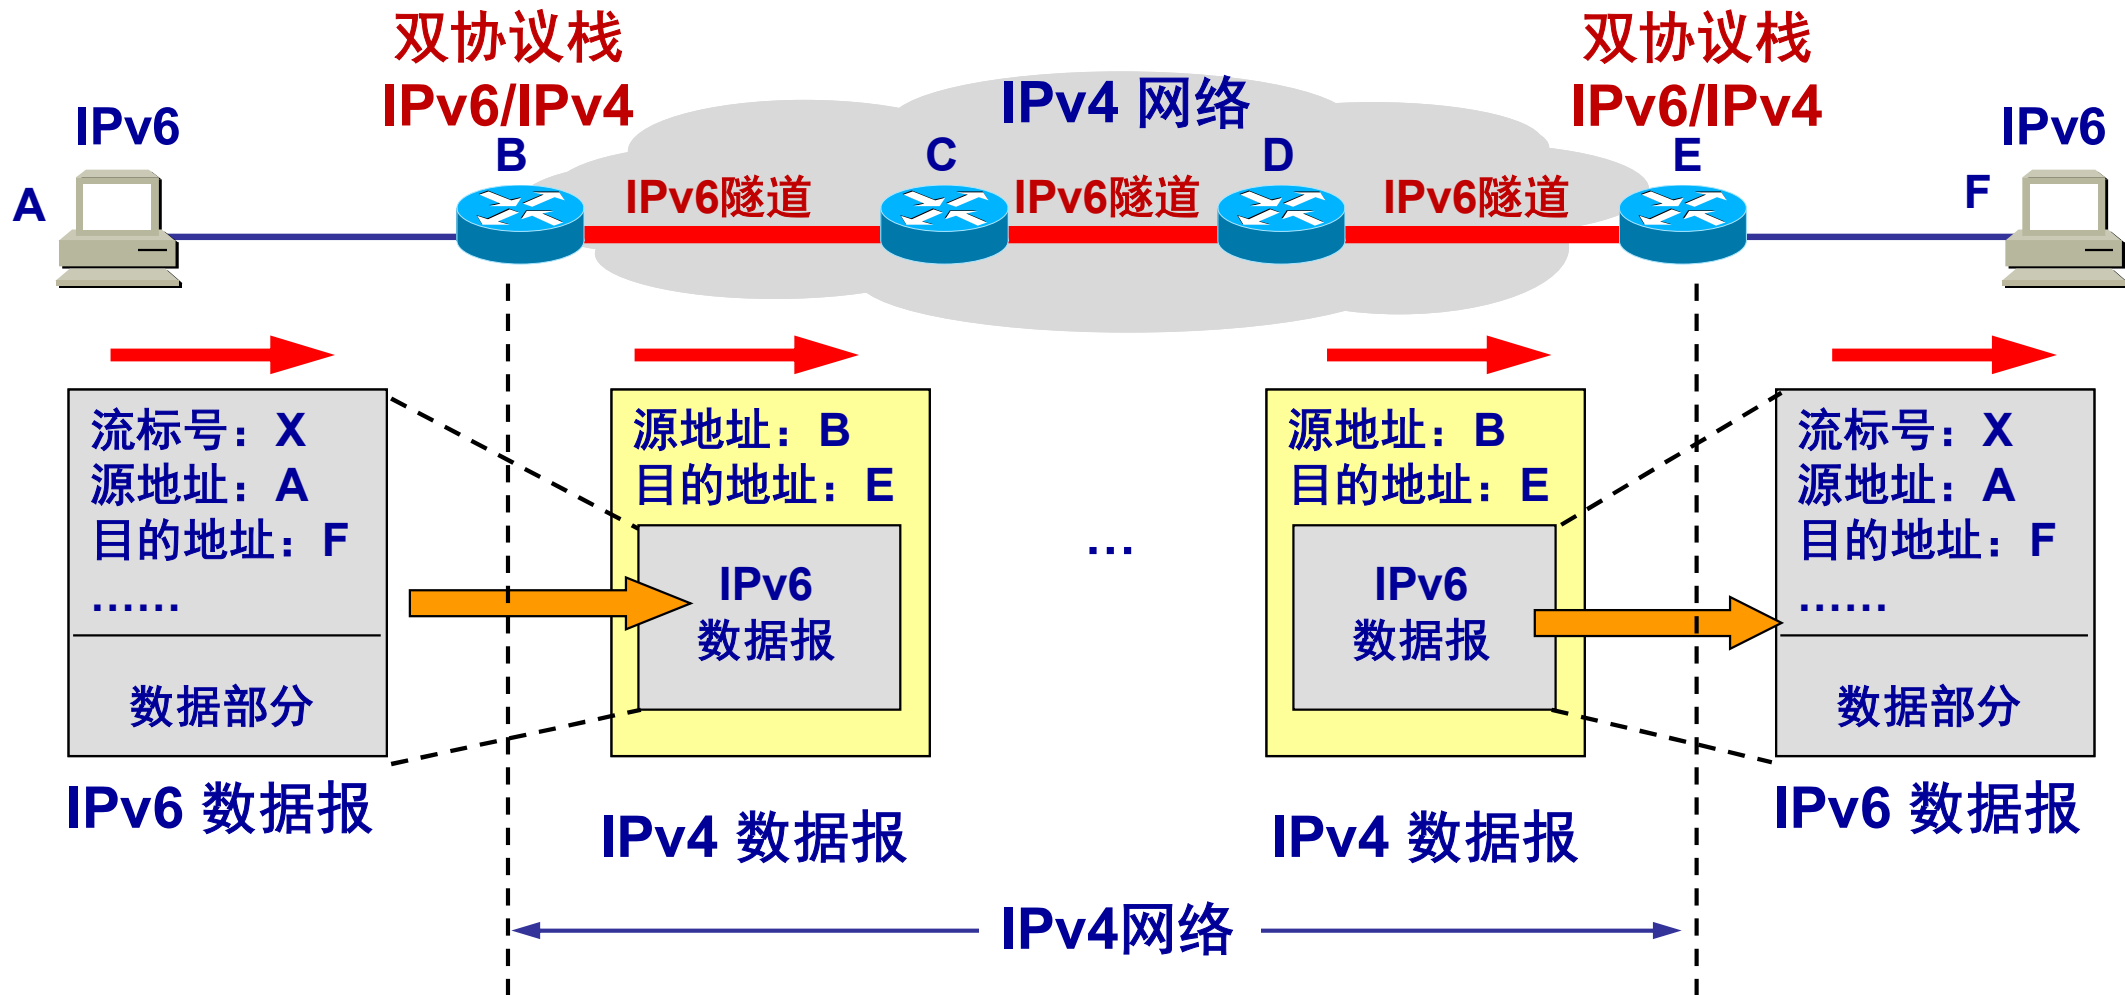 双协议栈
IPv6/IPv4
双协议栈
IPv6/IPv4
IPv4 网络
IPv6
IPv6
A
B
C
D
E
F
IPv6隧道
IPv6隧道
IPv6隧道
流标号：X
源地址：A
目的地址：F
……
数据部分
IPv6 数据报
源地址：B
目的地址：E
IPv6
数据报
IPv4 数据报
…
源地址：B
目的地址：E
IPv6
数据报
IPv4 数据报
流标号：X
源地址：A
目的地址：F
……
数据部分
IPv6 数据报
IPv4网络